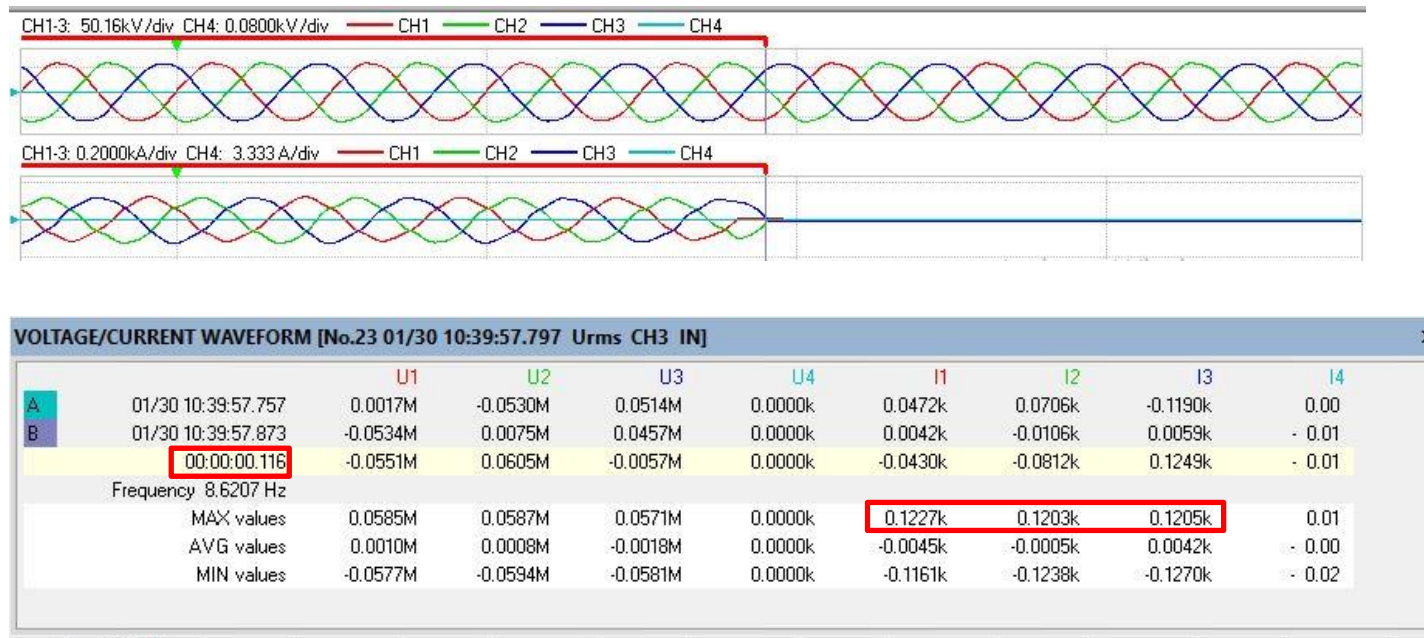 CH1-3: 50.16kV/div CH4: 0.0800kV/div CH1 CH2 CH3 CH4
CH1-3: 0.2000kA/div CH4: 3.333 A/div CH1 CH2 CH3 CH4
VOLTAGE/CURRENT WAVEFORM [No.23 01/30 10:39:57.797 Urms CH3 IN]
U1 U2 U3 U4 I1 I2 I3 I4
A 01/30 10:39:57.757 0.0017M -0.0530M 0.0514M 0.0000k 0.0472k 0.0706k -0.1190k 0.00
B 01/30 10:39:57.873 -0.0534M 0.0075M 0.0457M 0.0000k 0.0042k -0.0106k 0.0059k - 0.01
00:00:00.116 -0.0551M 0.0605M -0.0057M 0.0000k -0.0430k -0.0812k 0.1249k - 0.01
Frequency 8.6207 Hz
MAX values 0.0585M 0.0587M 0.0571M 0.0000k 0.1227k 0.1203k 0.1205k 0.01
AVG values 0.0010M 0.0008M -0.0018M 0.0000k -0.0045k -0.0005k 0.0042k - 0.00
MIN values -0.0577M -0.0594M -0.0581M 0.0000k -0.1161k -0.1238k -0.1270k - 0.02